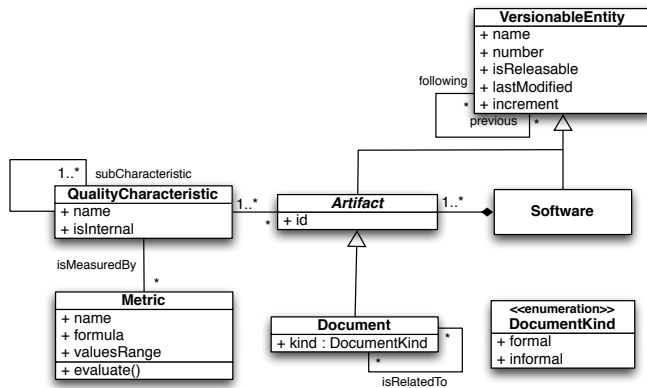 VersionableEntity
+ name
+ number
+ isReleasable
+ lastModified
+ increment
following
*
previous
*
1..*
subCharacteristic
QualityCharacteristic
+ name
+ isInternal
1..*
*
Artifact
+ id
1..*
Software
isMeasuredBy
*
Metric
+ name
+ formula
+ valuesRange
+ evaluate()
Document
+ kind : DocumentKind
*
*
isRelatedTo
<<enumeration>>
DocumentKind
+ formal
+ informal